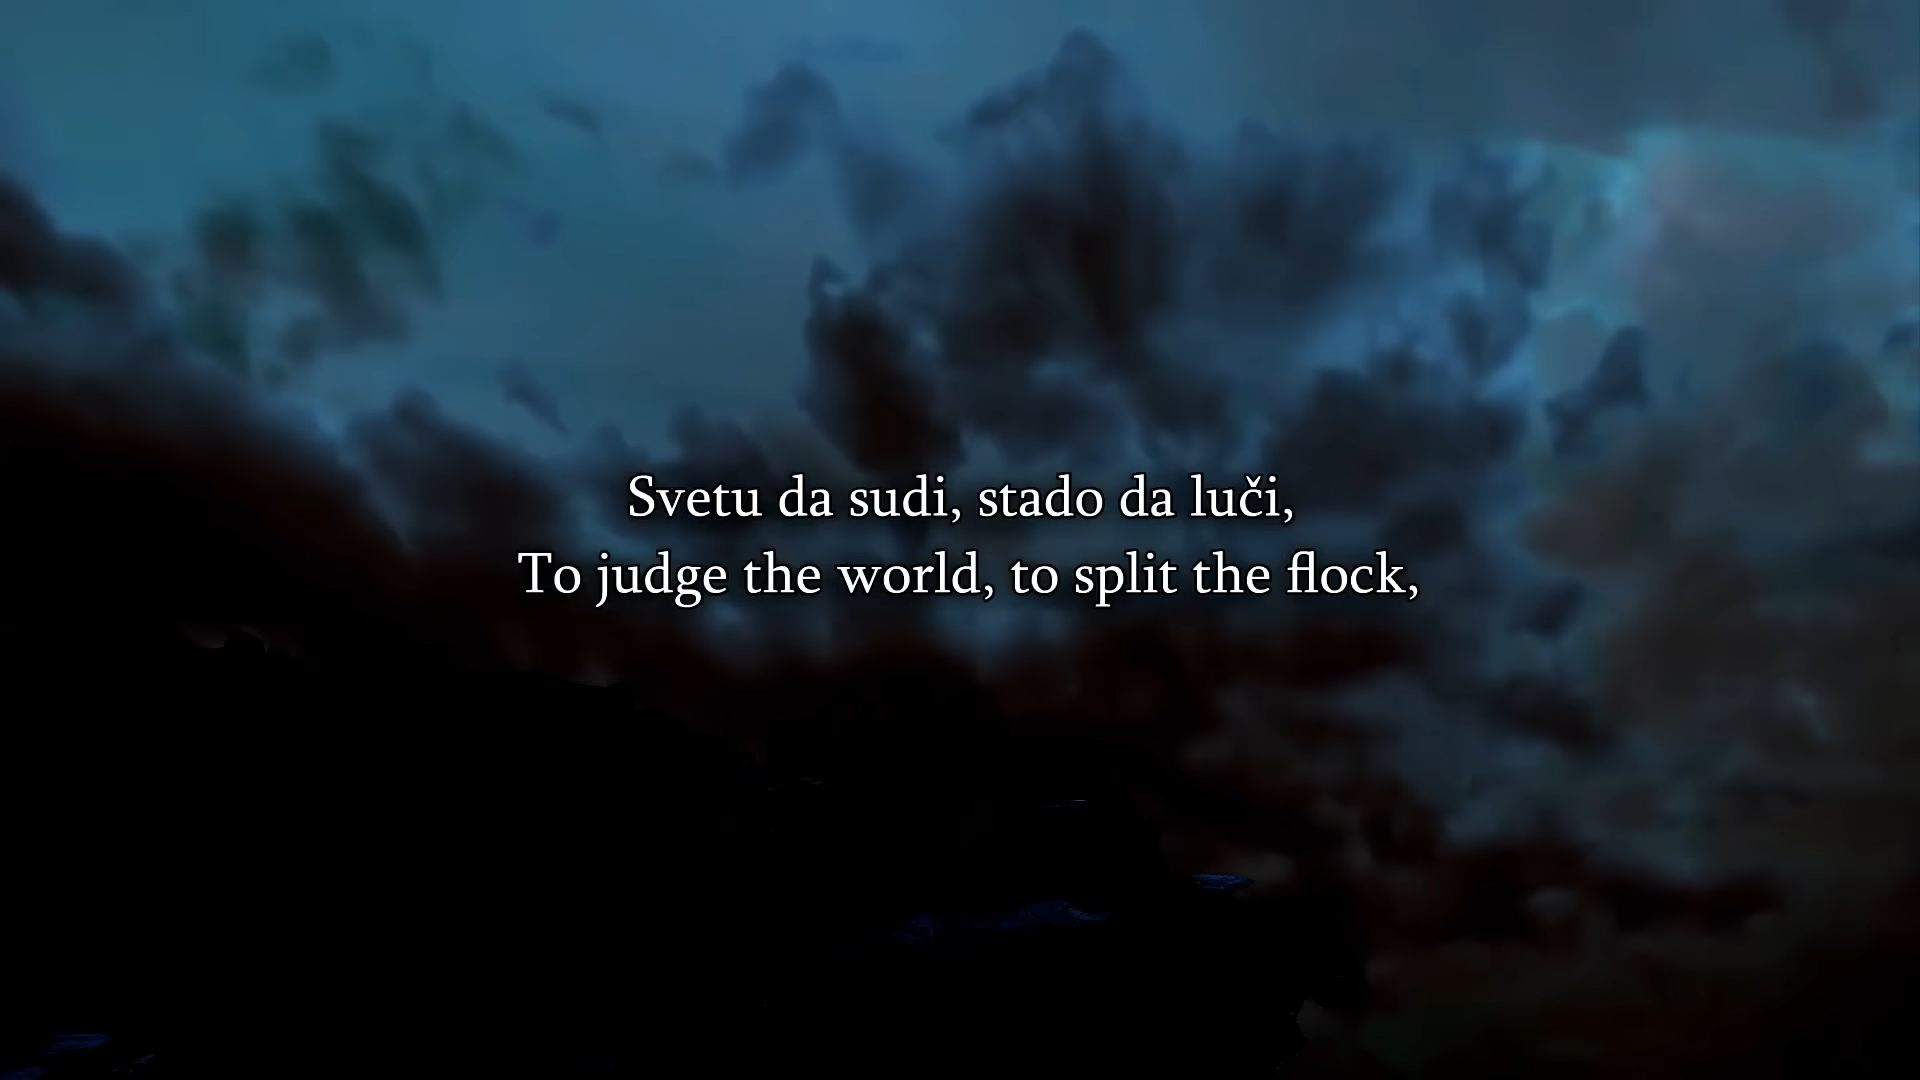 Svetu da sudi, stado da luči,
To judge the world, to split the flock,